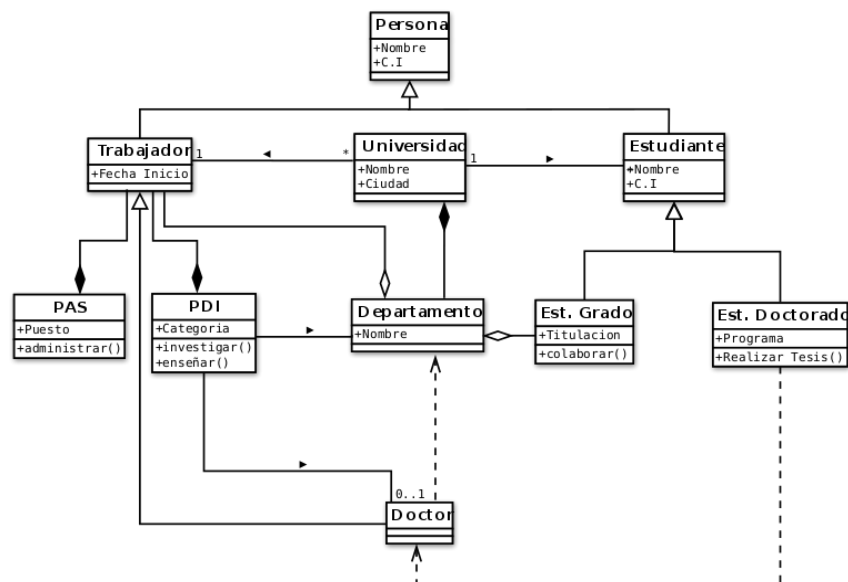 Persona
+Nombre
+C.I
Trabajador
+Fecha Inicio
1
*
Universidad
+Nombre
+Ciudad
1
Estudiante
+Nombre
+C.I
PAS
+Puesto
+administrar()
PDI
+Categoria
+investigar()
+enseñar()
Departamento
+Nombre
Est. Grado
+Titulacion
+colaborar()
Est. Doctorado
+Programa
+Realizar Tesis()
0..1
Doctor